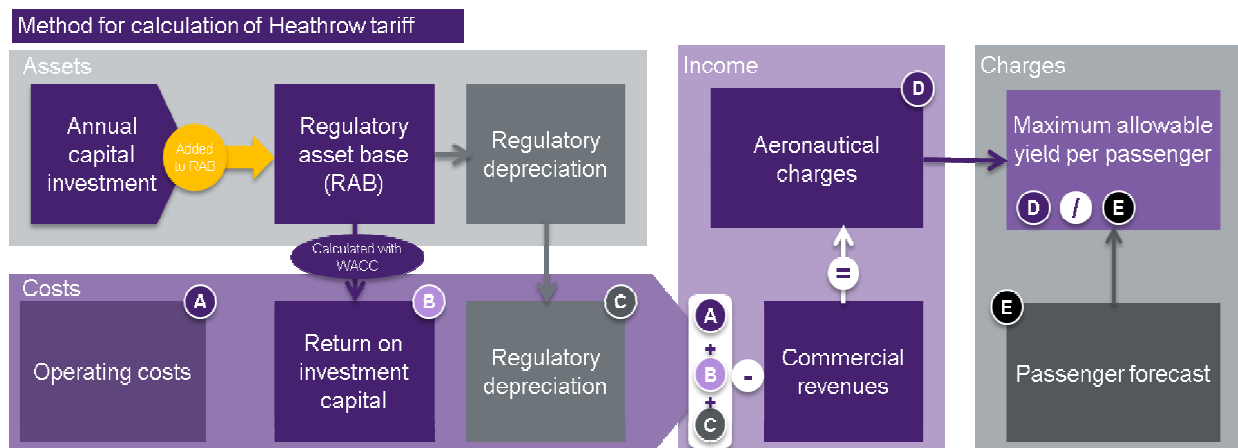 Method for calculation of Heathrow tariff
Assets
Annual
capital
investment
Added
to RAB
Regulatory
asset base
(RAB)
Regulatory
depreciation
Calculated with
WACC
Costs
A
Operating costs
B
Return on
investment
capital
C
Regulatory
depreciation
A
+
B
+
C
-
Income
D
Aeronautical
charges
=
Commercial
revenues
Charges
Maximum allowable
yield per passenger
D / E
E
Passenger forecast